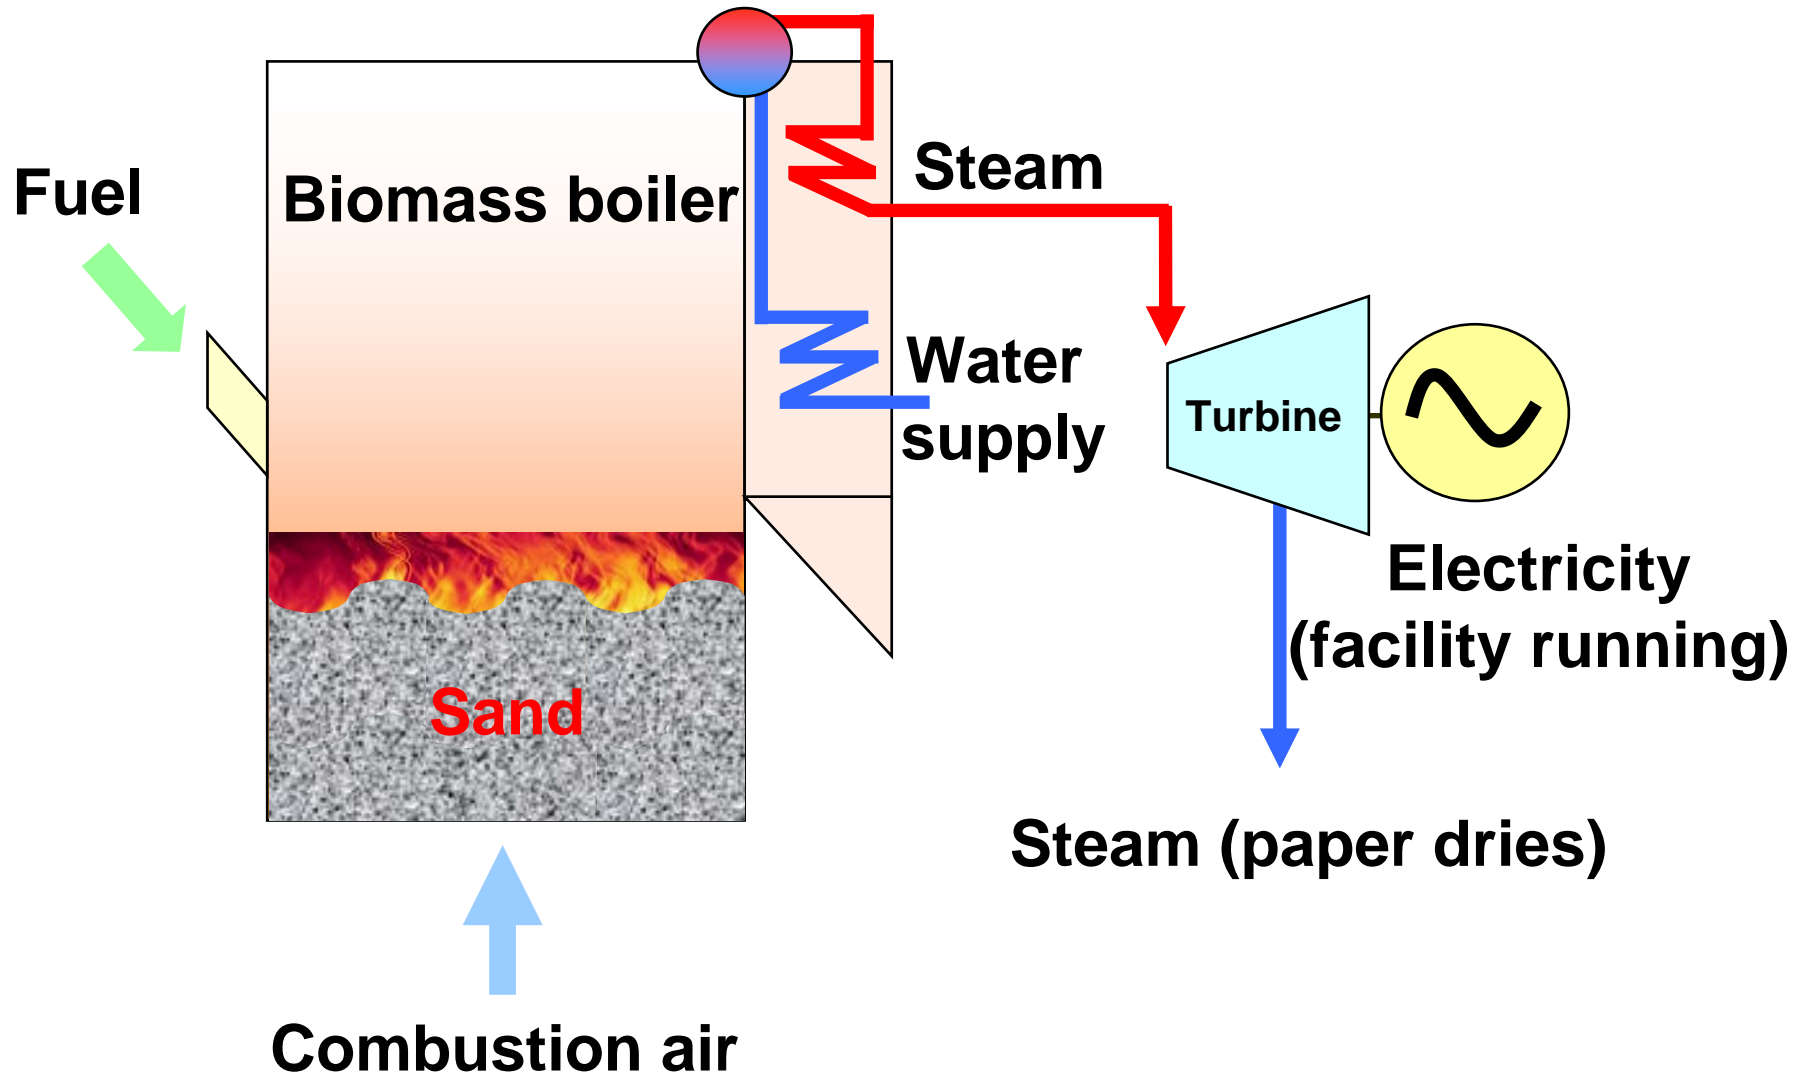 Fuel
Biomass boiler
Steam
Water
supply
Turbine
Electricity
(facility running)
Sand
Steam (paper dries)
Combustion air